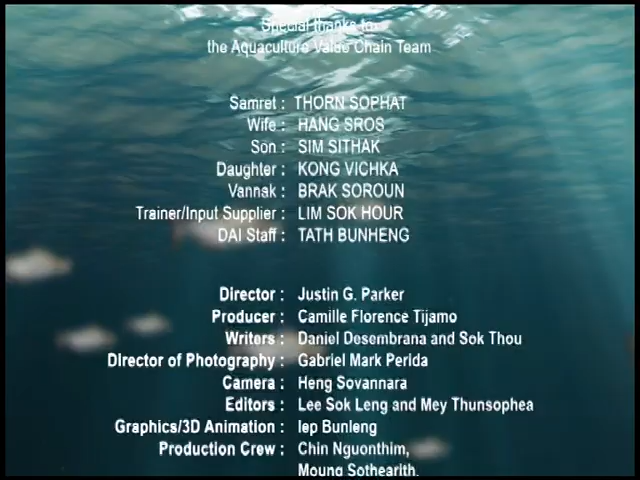 Special thanks to
the Aquaculture Value Chain Team
Samret : THORN SOPHAT
Wife : HANG SROS
Son : SIM SITHAK
Daughter : KONG VICHKA
Vannak : BRAK SOROUN
Trainer/Input Supplier : LIM SOK HOUR
DAI Staff : TATH BUNHENG
Director : Justin G. Parker
Producer : Camille Florence Tijamo
Writers : Daniel Desembrana and Sok Thou
Director of Photography : Gabriel Mark Perida
Camera : Heng Sovannara
Editors : Lee Sok Leng and Mey Thunsophea
Graphics/3D Animation : Iep Bunleng
Production Crew : Chin Nguonthim,
Moung Sothearith,